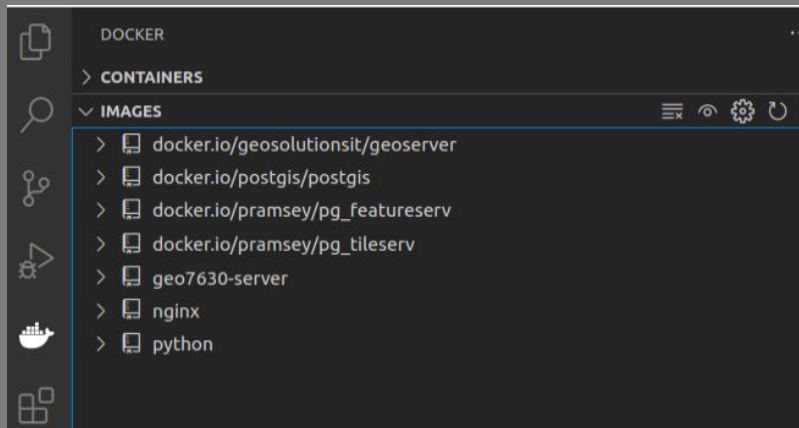 DOCKER
CONTAINERS
IMAGES
docker.io/geosolutionsit/geoserver
docker.io/postgis/postgis
docker.io/pramsey/pg_featureserv
docker.io/pramsey/pg_tileserv
geo7630-server
nginx
python